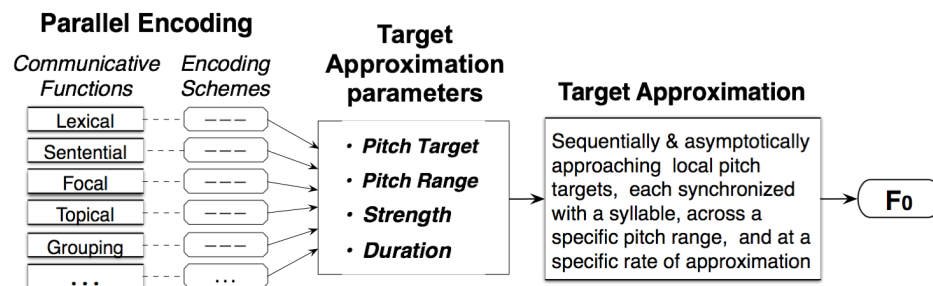 Parallel Encoding
Communicative
Functions
Encoding
Schemes
Lexical
– – –
Sentential
– – –
Focal
– – –
Topical
– – –
Grouping
– – –
...
...
Target
Approximation
parameters
• Pitch Target
• Pitch Range
• Strength
• Duration
Target Approximation
Sequentially & asymptotically
approaching local pitch
targets, each synchronized
with a syllable, across a
specific pitch range, and at a
specific rate of approximation
F0